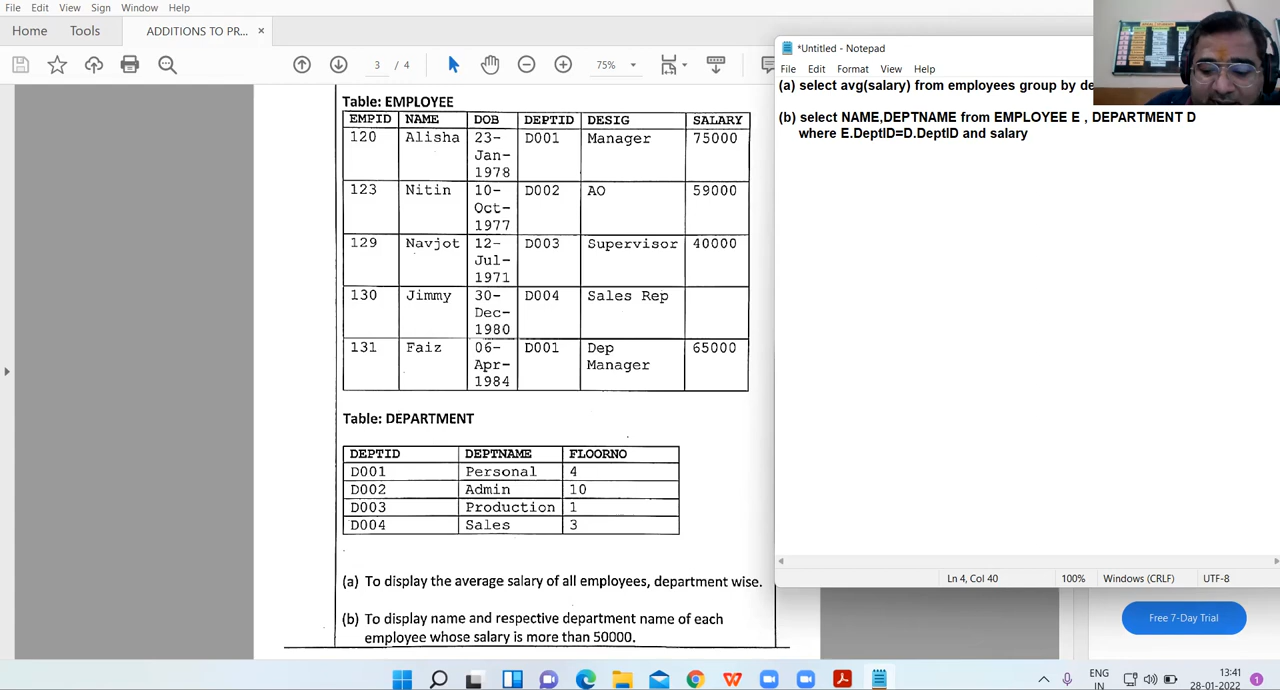 File Edit View Sign Window Help
Home Tools ADDITIONS TO PR... ×
3 / 4 75%
Table: EMPLOYEE
EMPID NAME DOB DEPTID DESIG SALARY
120 Alisha 23- D001 Manager 75000
Jan-
1978
123 Nitin 10- D002 AO 59000
Oct-
1977
129 Navjot 12- D003 Supervisor 40000
Jul-
1971
130 Jimmy 30- D004 Sales Rep
Dec-
1980
131 Faiz 06- D001 Dep 65000
Apr- Manager
1984
Table: DEPARTMENT
DEPTID DEPTNAME FLOORNO
D001 Personal 4
D002 Admin 10
D003 Production 1
D004 Sales 3
(a) To display the average salary of all employees, department wise.
(b) To display name and respective department name of each
employee whose salary is more than 50000.
*Untitled - Notepad
File Edit Format View Help
(a) select avg(salary) from employees group by de
(b) select NAME,DEPTNAME from EMPLOYEE E , DEPARTMENT D
where E.DeptID=D.DeptID and salary
Ln 4, Col 40 100% Windows (CRLF) UTF-8
Free 7-Day Trial
ENG
IN
13:41
28-01-2022
1